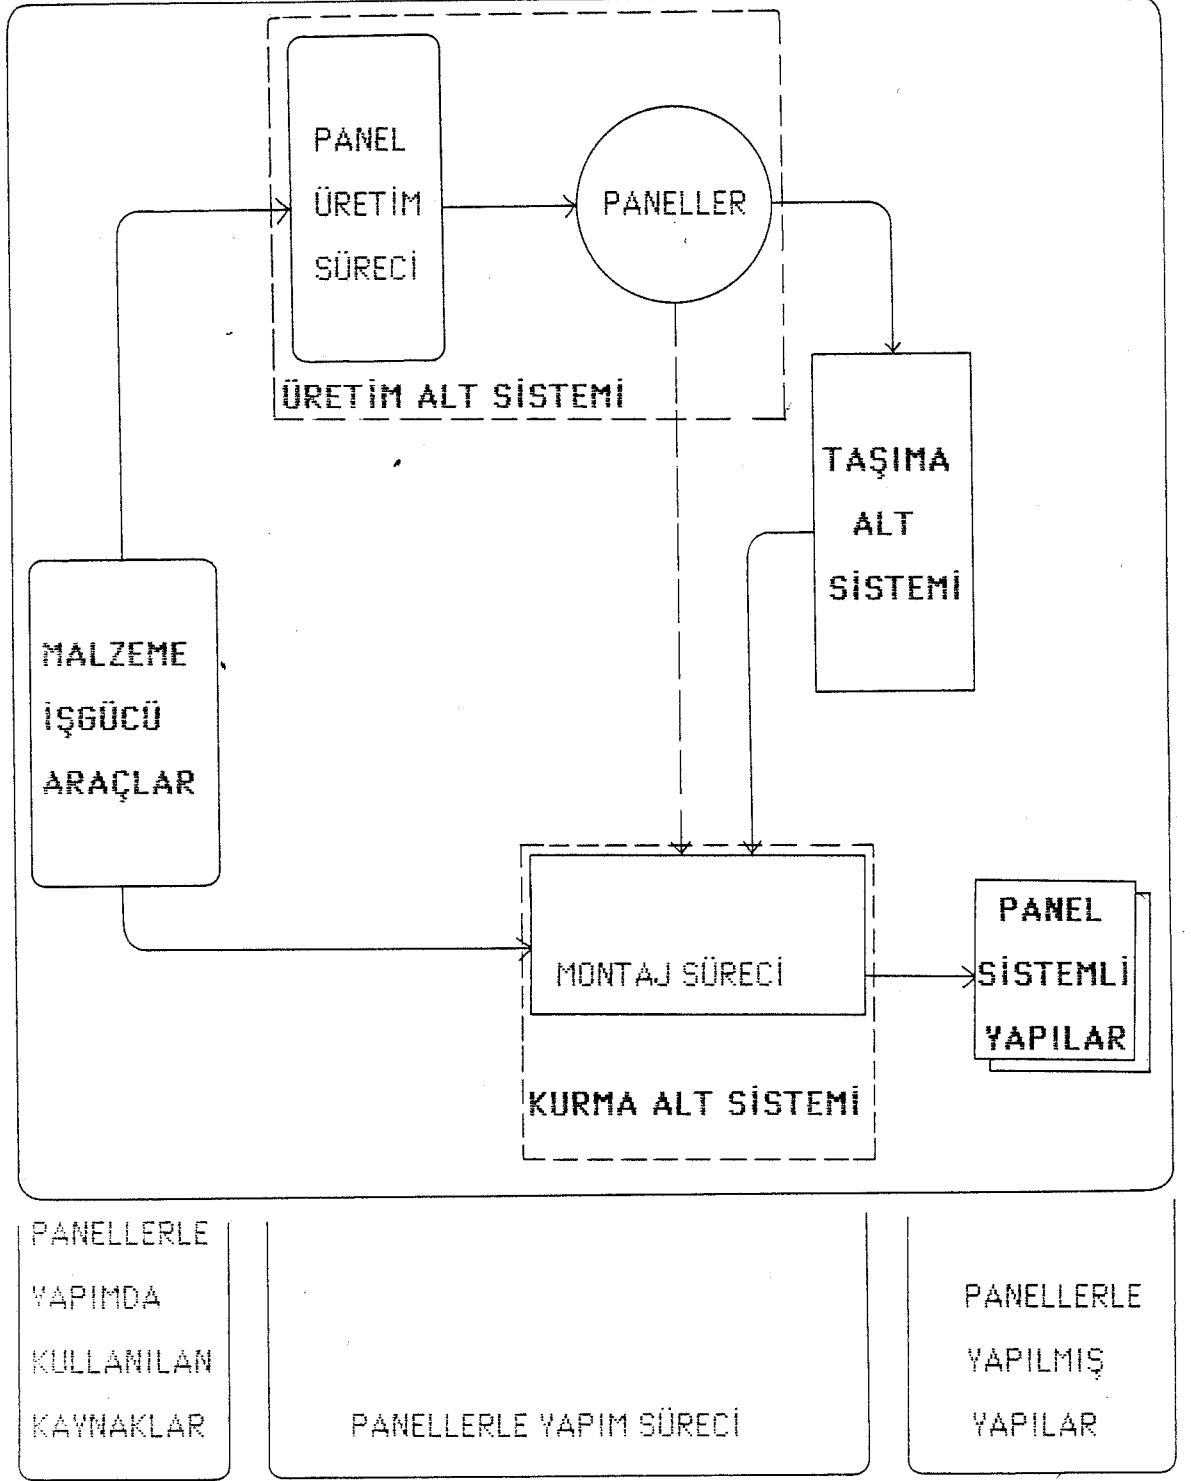 PANEL
ÜRETİM
SÜRECİ
PANELLER
ÜRETİM ALT SİSTEMİ
TAŞIMA
ALT
SİSTEMİ
MALZEME
İŞGÜCÜ
ARAÇLAR
MONTAJ SÜRECİ
KURMA ALT SİSTEMİ
PANEL
SİSTEMLİ
YAPILAR
PANELLERLE
YAPIMDA
KULLANILAN
KAYNAKLAR
PANELLERLE YAPIM SÜRECİ
PANELLERLE
YAPILMIŞ
YAPILAR